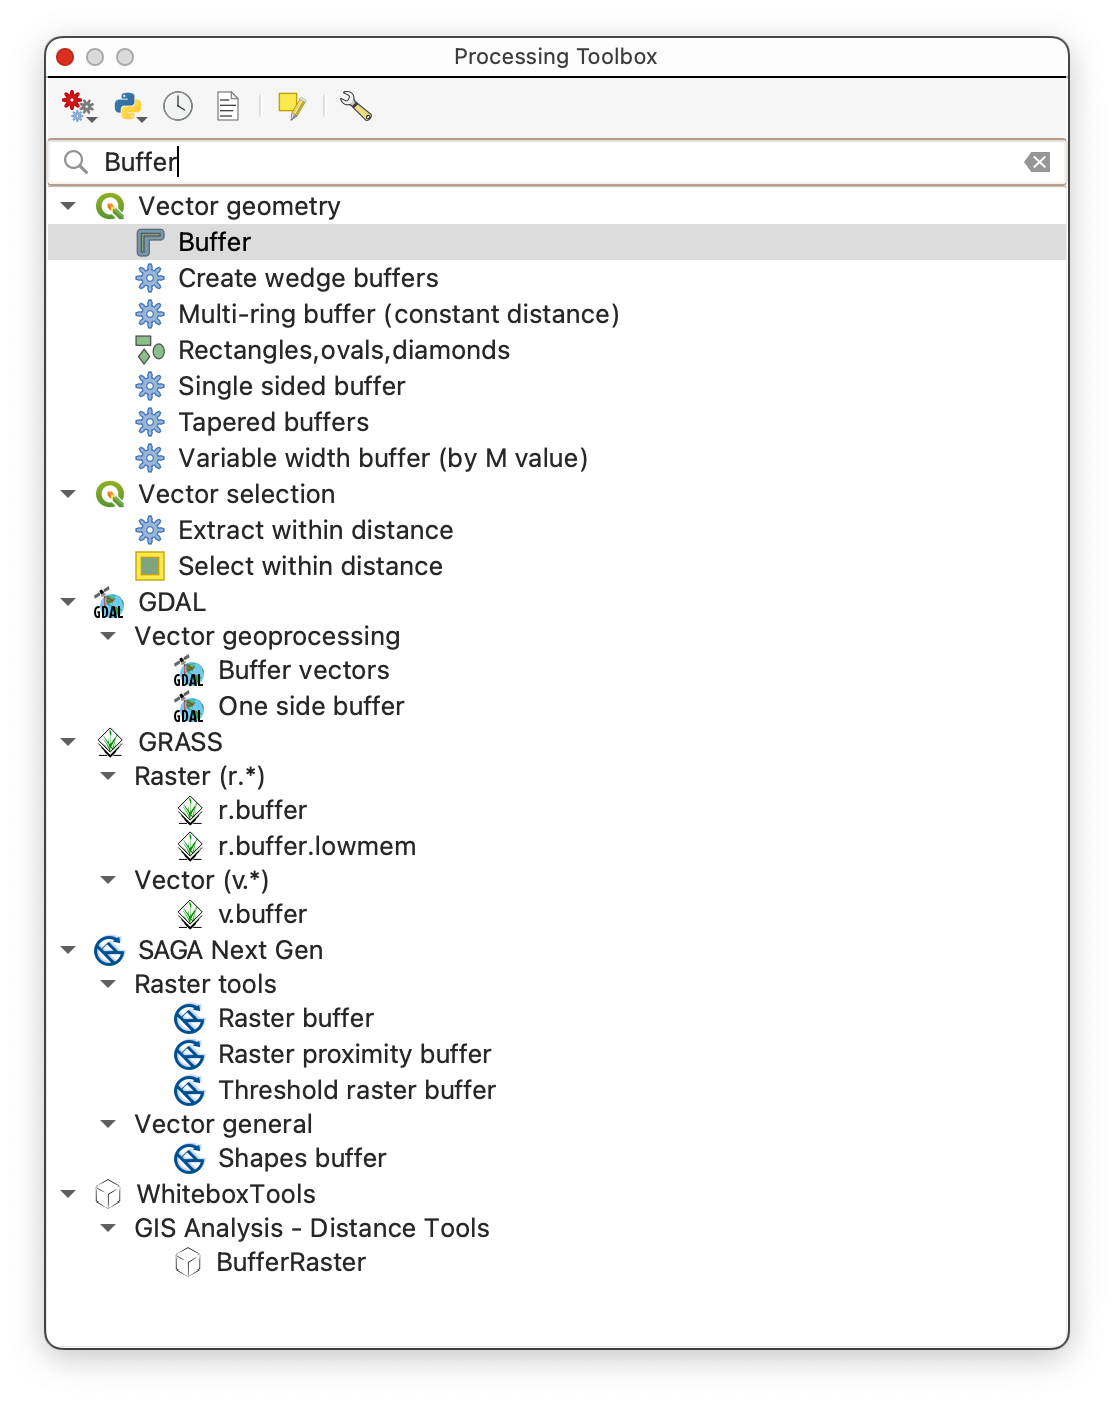 Processing Toolbox
Buffer
Vector geometry
Buffer
Create wedge buffers
Multi-ring buffer (constant distance)
Rectangles,ovals,diamonds
Single sided buffer
Tapered buffers
Variable width buffer (by M value)
Vector selection
Extract within distance
Select within distance
GDAL GDAL
Vector geoprocessing
GDAL Buffer vectors
GDAL One side buffer
GRASS
Raster (r.*)
r.buffer
r.buffer.lowmem
Vector (v.*)
v.buffer
SAGA Next Gen
Raster tools
Raster buffer
Raster proximity buffer
Threshold raster buffer
Vector general
Shapes buffer
WhiteboxTools
GIS Analysis - Distance Tools
BufferRaster